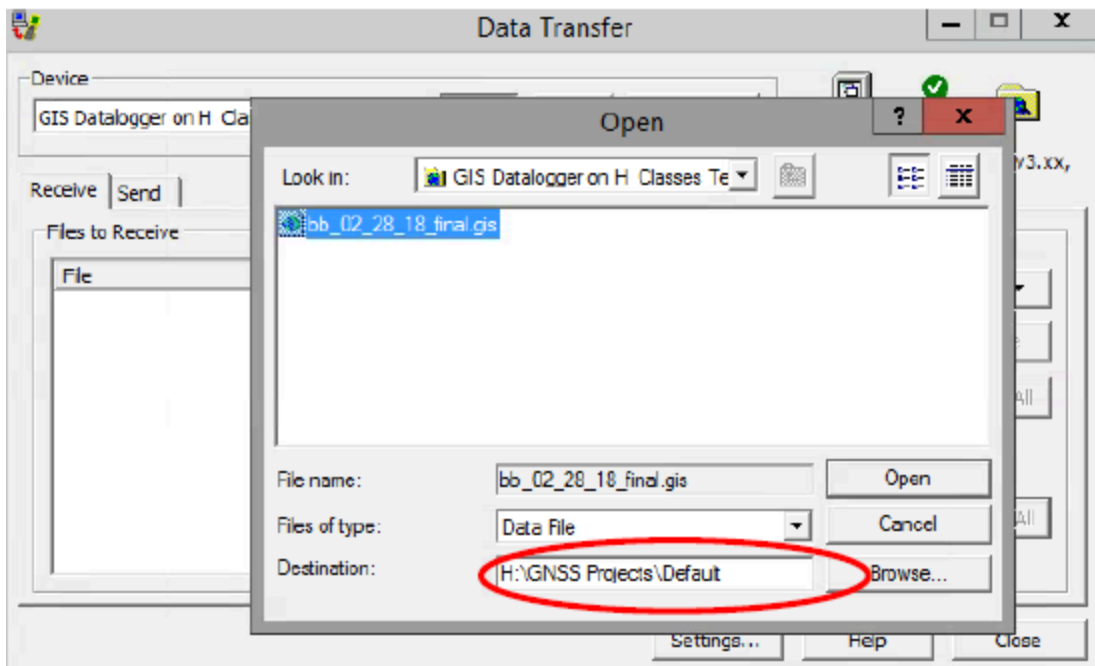 Data Transfer
Device
GIS Datalogger on H Cla
v3.xx,
Receive
Send
Files to Receive
File
All
All
Open
Look in:
GIS Datalogger on H Classes Te
bb_02_28_18_final.gis
File name:
bb_02_28_18_final.gis
Open
Files of type:
Data File
Cancel
Destination:
H:\GNSS Projects\Default
Browse...
Settings...
Help
Close